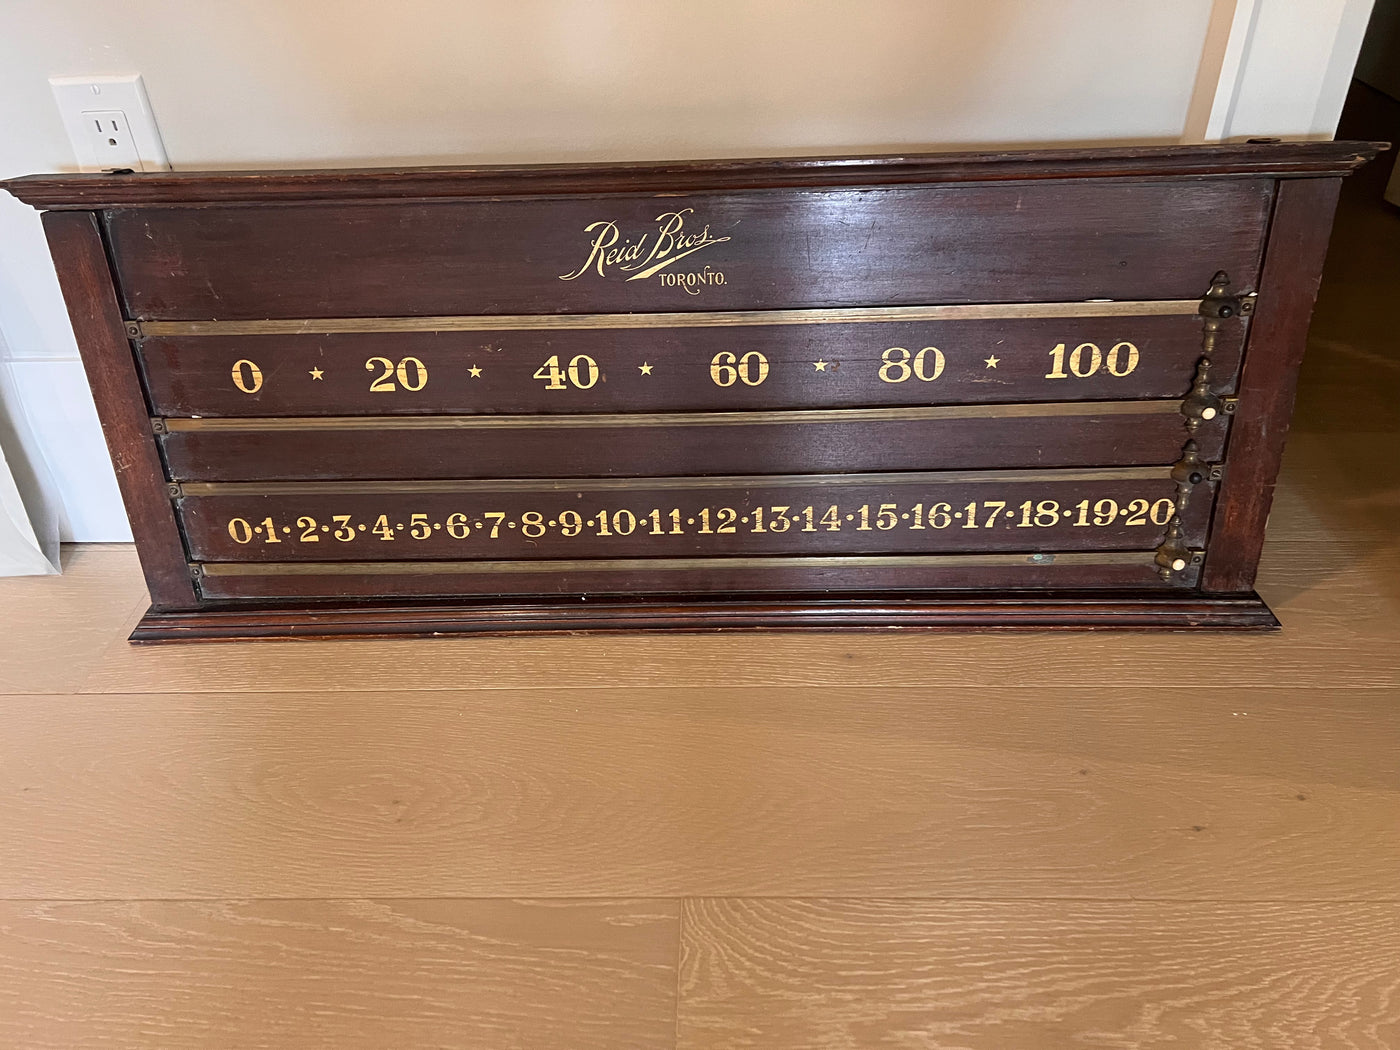 Reid Bros.
TORONTO.
0 ★ 20 ★ 40 ★ 60 ★ 80 ★ 100
0·1·2·3·4·5·6·7·8·9·10·11·12·13·14·15·16·17·18·19·20